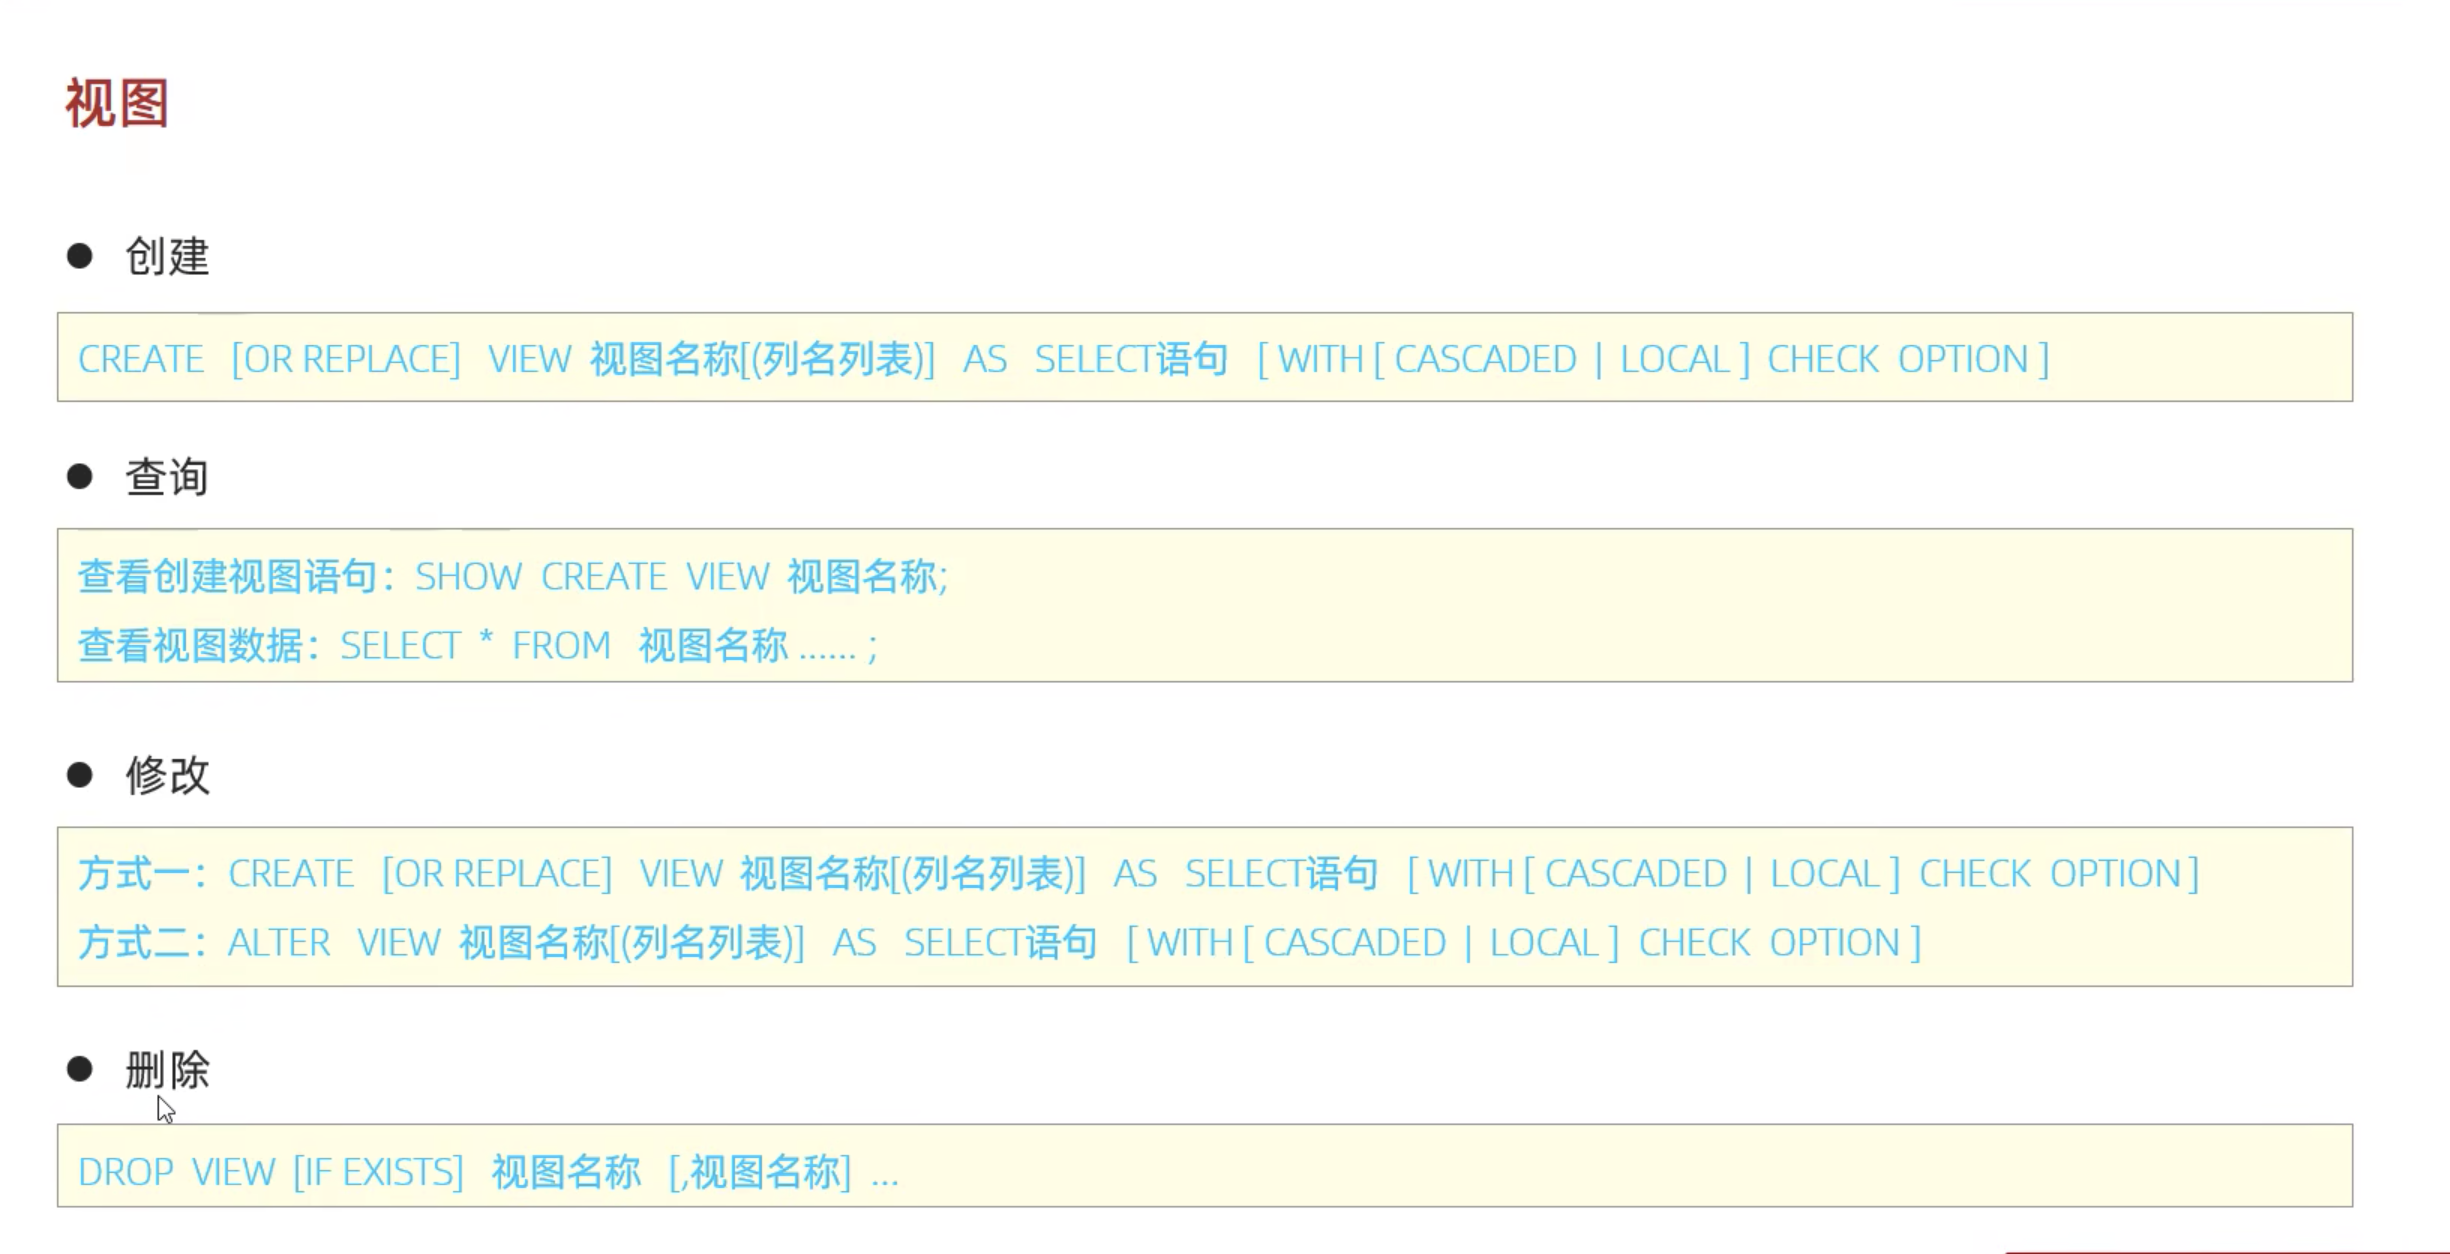 视图
● 创建
CREATE [OR REPLACE] VIEW 视图名称[(列名列表)] AS SELECT语句 [ WITH [ CASCADED | LOCAL ] CHECK OPTION ]
● 查询
查看创建视图语句：SHOW CREATE VIEW 视图名称;
查看视图数据：SELECT * FROM 视图名称 ...... ;
● 修改
方式一：CREATE [OR REPLACE] VIEW 视图名称[(列名列表)] AS SELECT语句 [ WITH [ CASCADED | LOCAL ] CHECK OPTION ]
方式二：ALTER VIEW 视图名称[(列名列表)] AS SELECT语句 [ WITH [ CASCADED | LOCAL ] CHECK OPTION ]
● 删除
DROP VIEW [IF EXISTS] 视图名称 [,视图名称] ...